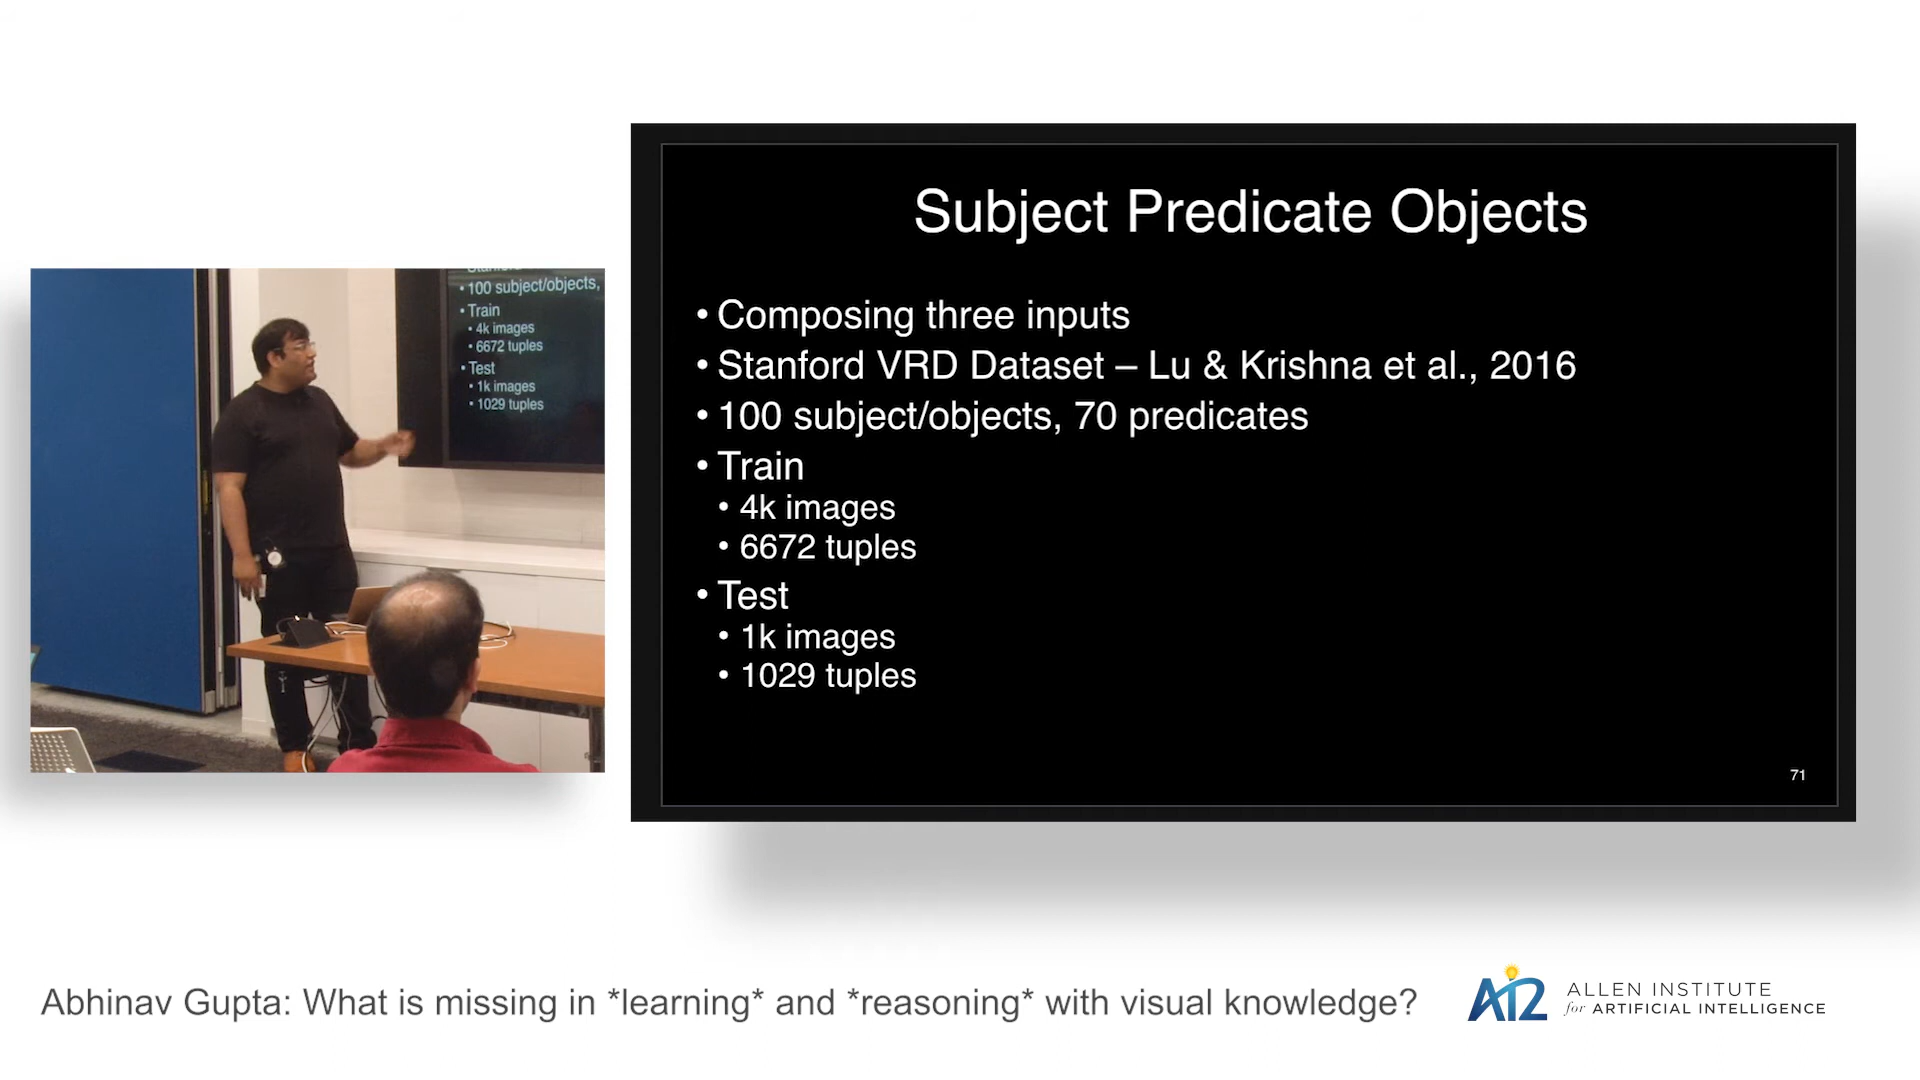 Subject Predicate Objects
• Composing three inputs
• Stanford VRD Dataset – Lu & Krishna et al., 2016
• 100 subject/objects, 70 predicates
• Train
• 4k images
• 6672 tuples
• Test
• 1k images
• 1029 tuples
71
• 100 subject/objects,
• Train
• 4k images
• 6672 tuples
• Test
• 1k images
• 1029 tuples
Abhinav Gupta: What is missing in *learning* and *reasoning* with visual knowledge?
AI2
ALLEN INSTITUTE
for ARTIFICIAL INTELLIGENCE